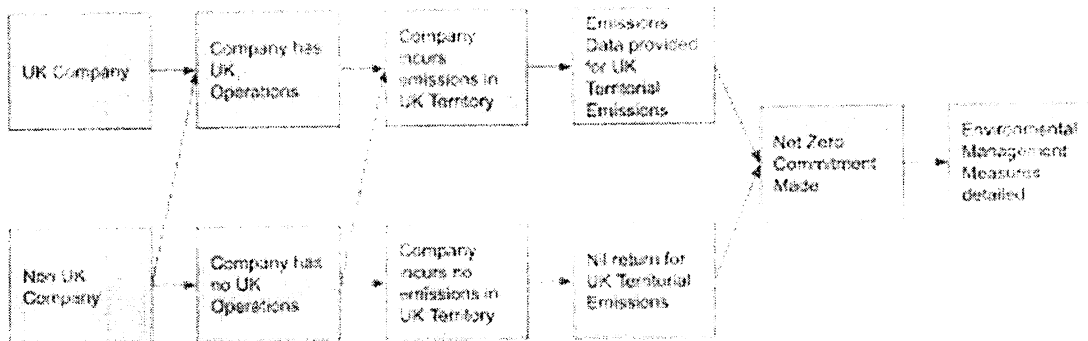 UK Company
Company has
UK
Operations
Company
incurs
emissions in
UK Territory
Emissions
Data provided
for UK
Territorial
Emissions
Net Zero
Commitment
Made
Environmental
Management
Measures
detailed
Non UK
Company
Company has
no UK
Operations
Company
incurs no
emissions in
UK Territory
Nil return for
UK Territorial
Emissions